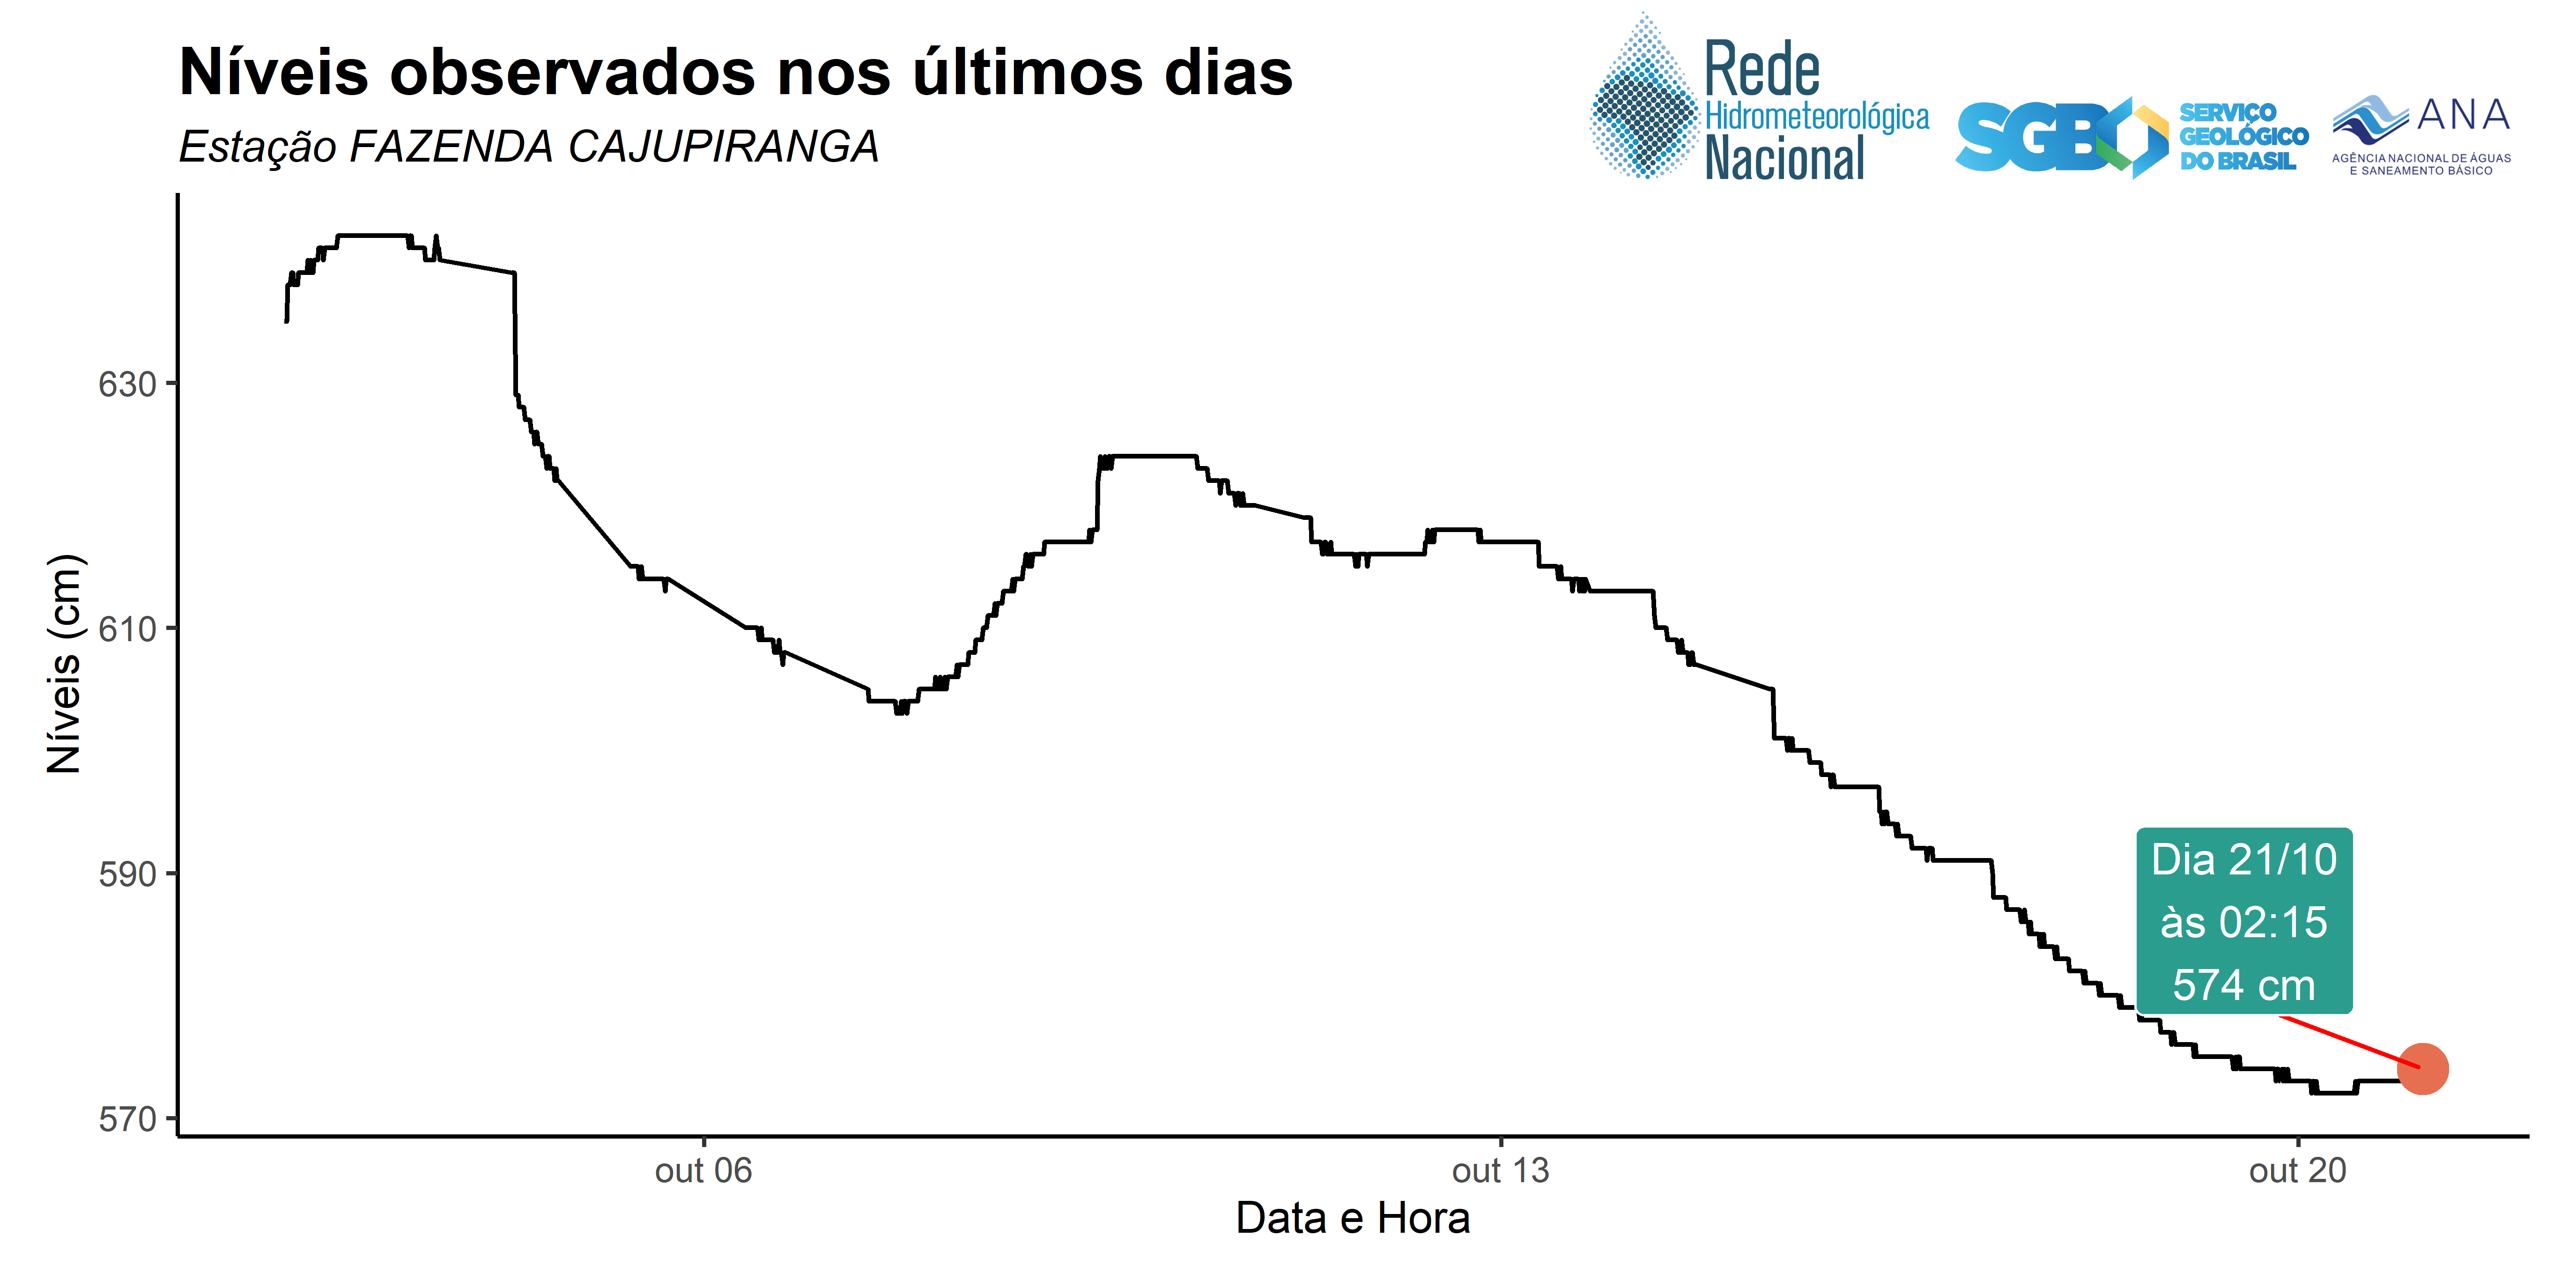 Níveis observados nos últimos dias
Estação FAZENDA CAJUPIRANGA
Rede
Hidrometeorológica
Nacional
SGB
SERVIÇO
GEOLÓGICO
DO BRASIL
ANA
AGÊNCIA NACIONAL DE ÁGUAS
E SANEAMENTO BÁSICO
Níveis (cm)
630
610
590
570
Dia 21/10
às 02:15
574 cm
out 06
out 13
out 20
Data e Hora